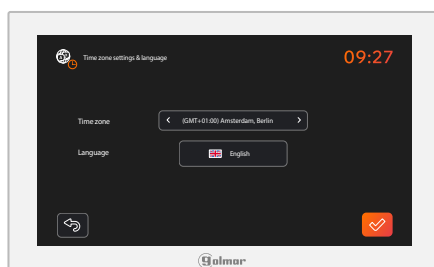 Time zone settings & language
09:27
Time zone
(GMT+01:00) Amsterdam, Berlin
Language
English
golmar